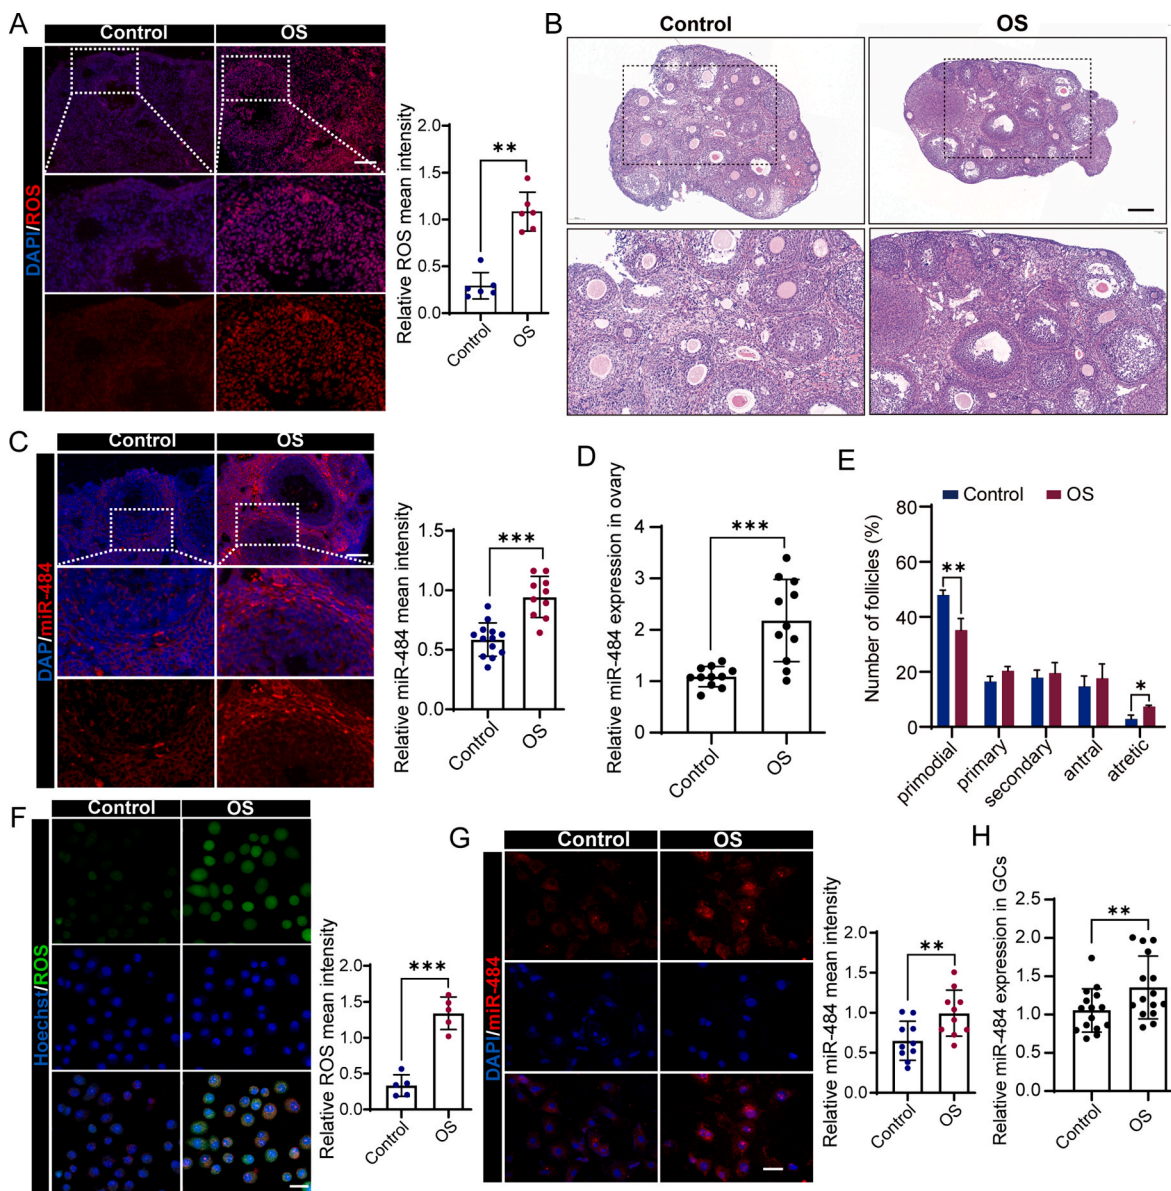 A
Control
OS
DAPI/ROS
Relative ROS mean intensity
2.0
1.5
1.0
0.5
0.0
**
Control
OS
B
Control
OS
C
Control
OS
DAP/miR-484
Relative miR-484 mean intensity
1.5
1.0
0.5
0.0
***
Control
OS
D
Relative miR-484 expression in ovary
4
3
2
1
0
***
Control
OS
E
Control
OS
Number of follicles (%)
80
60
40
20
0
**
*
primodial
primary
secondary
antral
atretic
F
Control
OS
Hoechst/ROS
Relative ROS mean intensity
2.0
1.5
1.0
0.5
0.0
***
Control
OS
G
Control
OS
DAPI/miR-484
Relative miR-484 mean intensity
2.0
1.5
1.0
0.5
0.0
**
Control
OS
H
Relative miR-484 expression in GCs
2.5
2.0
1.5
1.0
0.5
0.0
**
Control
OS